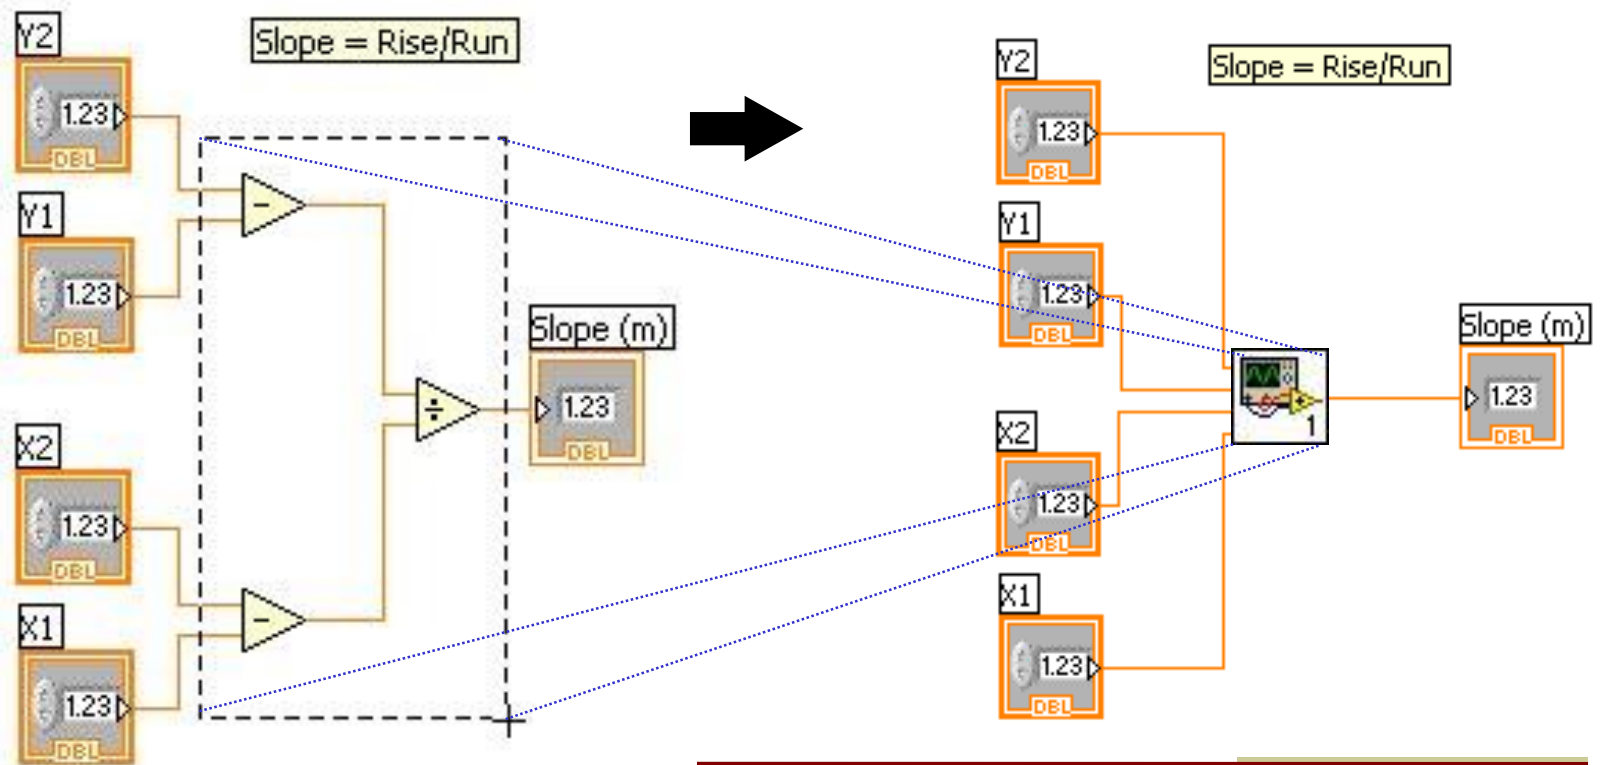 Y2
Slope = Rise/Run
1.23
DBL
Y1
1.23
DBL
Slope (m)
1.23
DBL
X2
1.23
DBL
X1
1.23
DBL
Y2
Slope = Rise/Run
1.23
DBL
Y1
1.23
DBL
Slope (m)
1.23
DBL
1
X2
1.23
DBL
X1
1.23
DBL